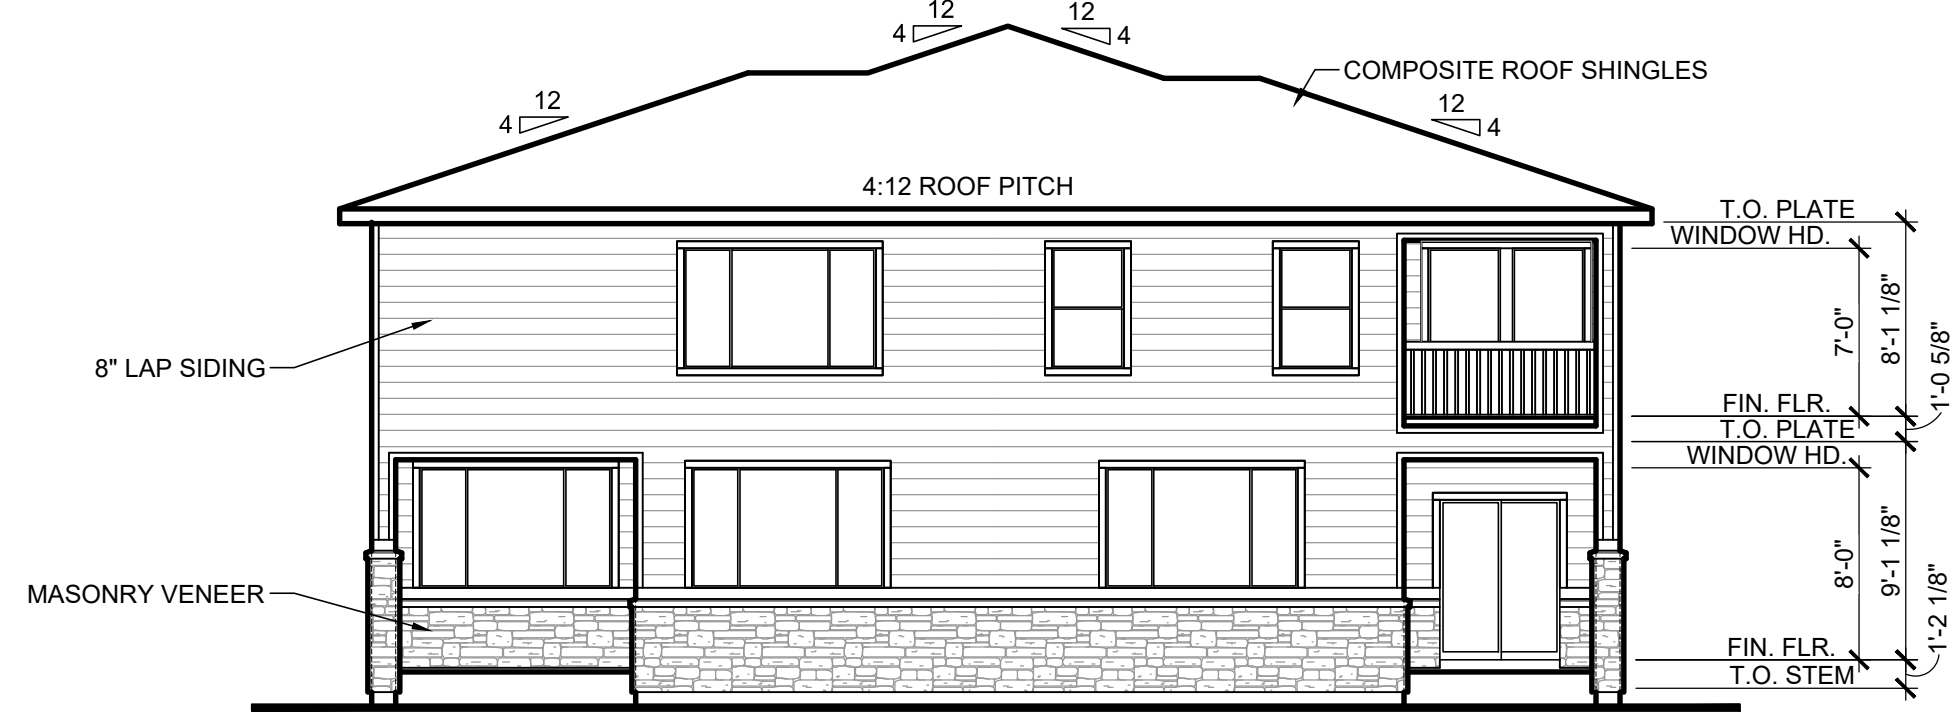 12
4
12
4
COMPOSITE ROOF SHINGLES
12
4
12
4
4:12 ROOF PITCH
T.O. PLATE
WINDOW HD.
8" LAP SIDING
7'-0"
8'-1 1/8"
1'-0 5/8"
FIN. FLR.
T.O. PLATE
WINDOW HD.
MASONRY VENEER
8'-0"
9'-1 1/8"
1'-2 1/8"
FIN. FLR.
T.O. STEM